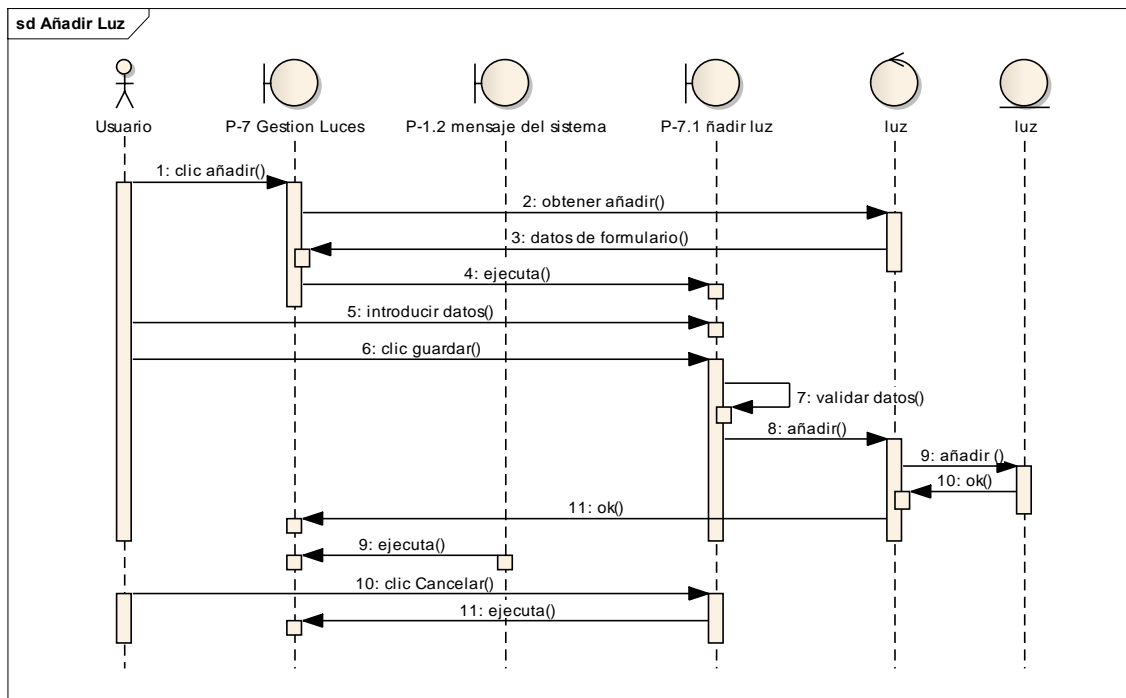 sd Añadir Luz
Usuario
P-7 Gestion Luces
P-1.2 mensaje del sistema
P-7.1 ñadir luz
luz
luz
1: clic añadir()
2: obtener añadir()
3: datos de formulario()
4: ejecuta()
5: introducir datos()
6: clic guardar()
7: validar datos()
8: añadir()
9: añadir ()
10: ok()
11: ok()
9: ejecuta()
10: clic Cancelar()
11: ejecuta()